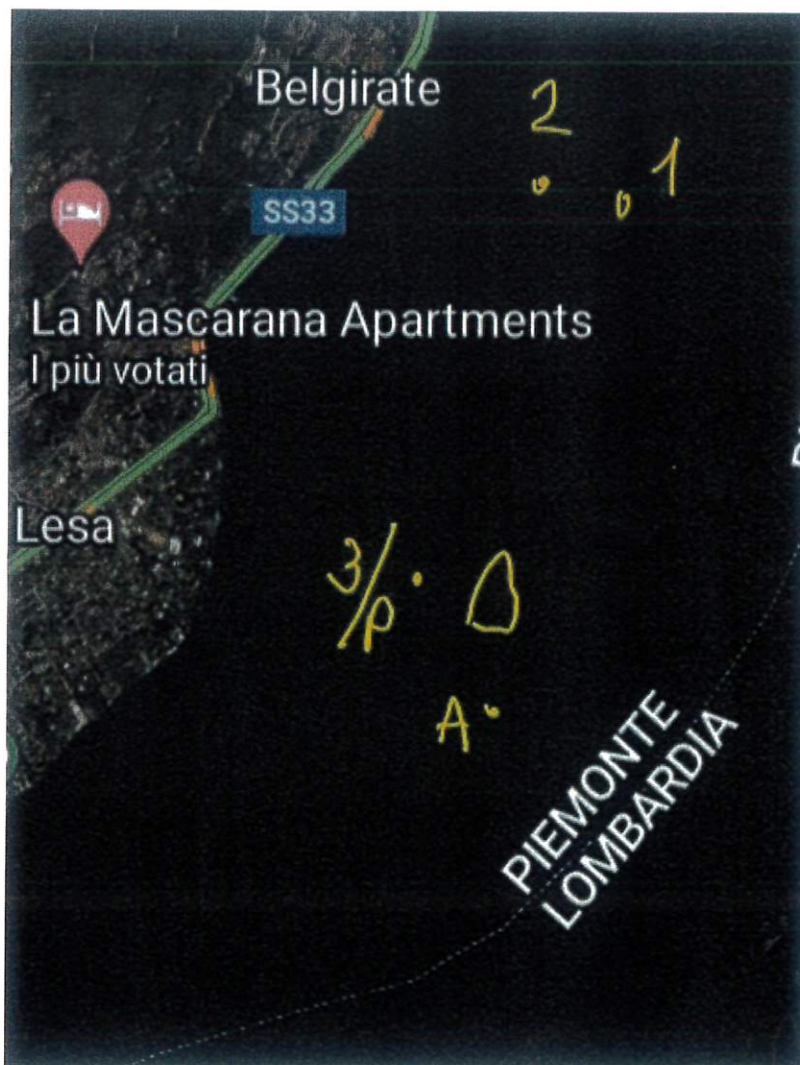 Belgirate
2
1
SS33
La Mascarana Apartments
I più votati
Lesa
3/P
A
PIEMONTE
LOMBARDIA